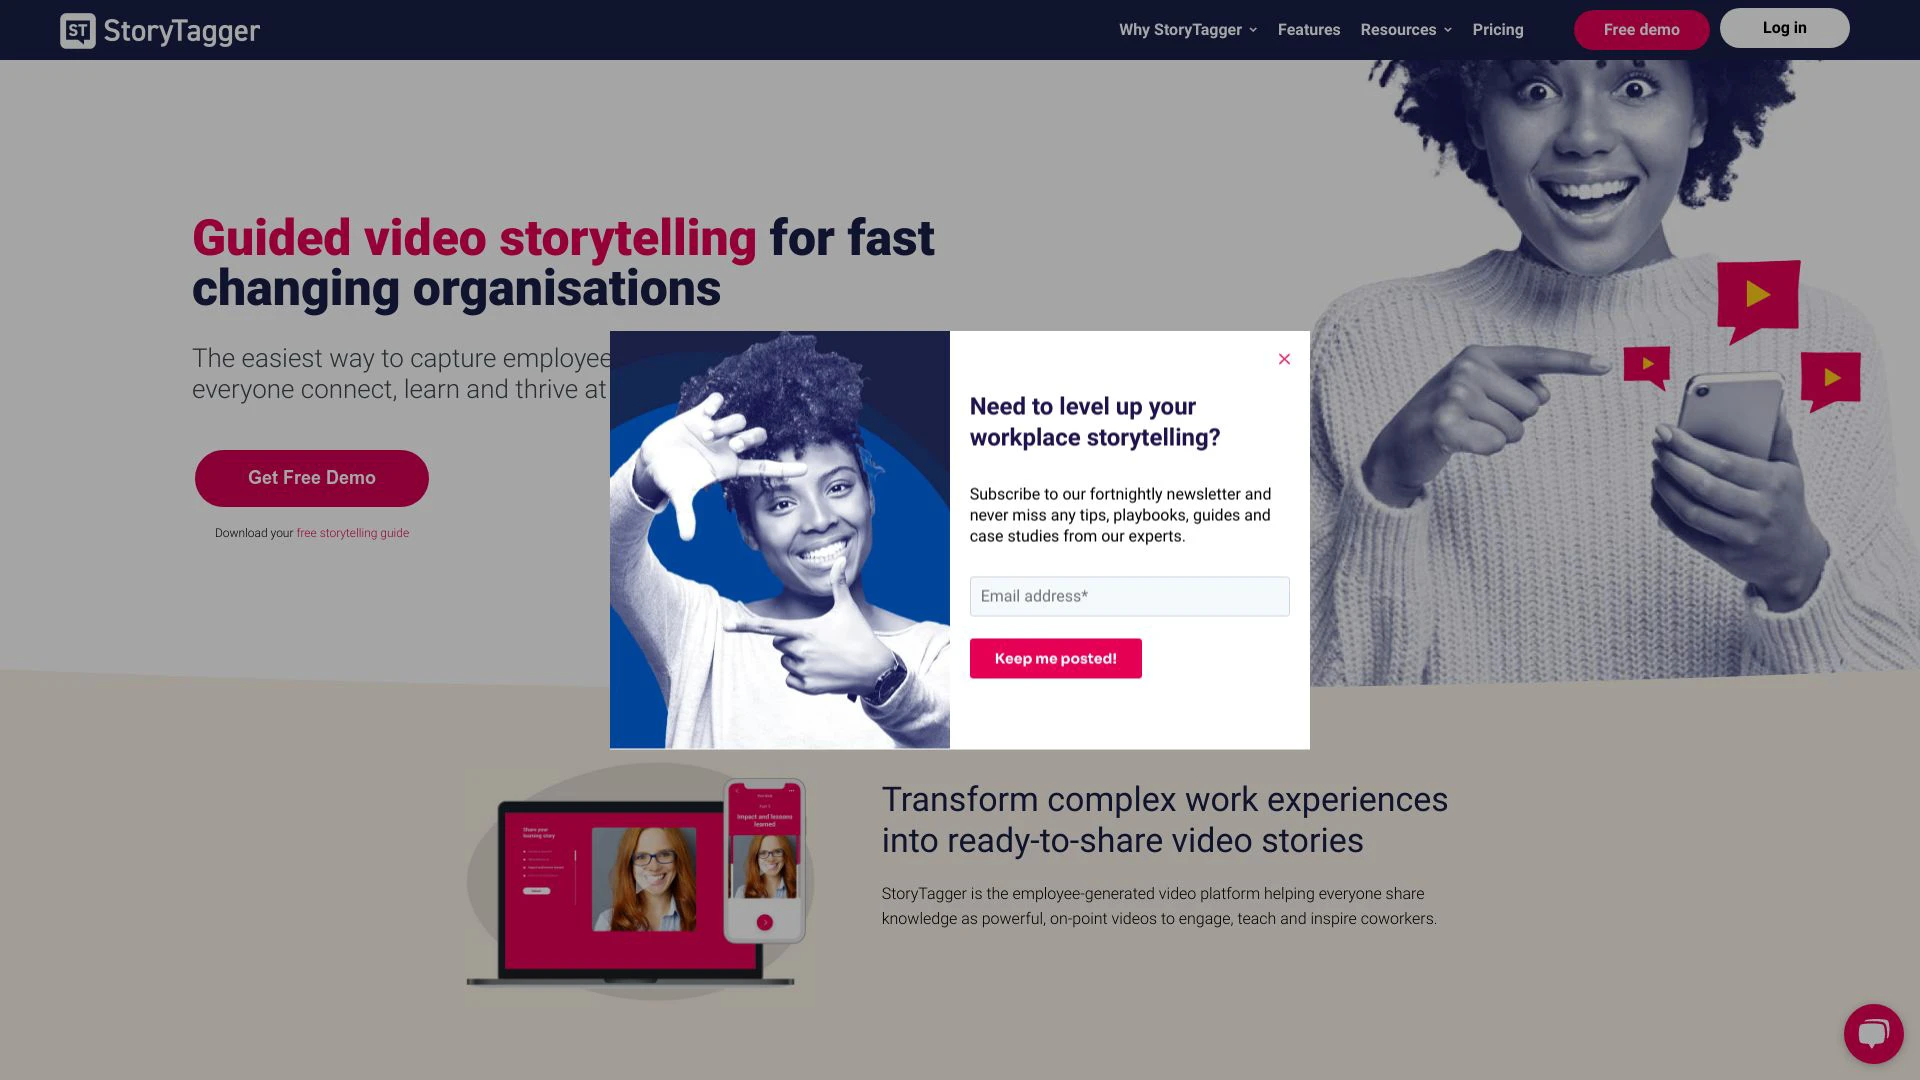 ST StoryTagger
Why StoryTagger Features Resources Pricing Free demo Log in
Guided video storytelling for fast
changing organisations
The easiest way to capture employee
everyone connect, learn and thrive at
Get Free Demo
Download your free storytelling guide
Need to level up your
workplace storytelling?
Subscribe to our fortnightly newsletter and
never miss any tips, playbooks, guides and
case studies from our experts.
Email address*
Keep me posted!
Share your
learning story
Impact and lessons
learned
Transform complex work experiences
into ready-to-share video stories
StoryTagger is the employee-generated video platform helping everyone share
knowledge as powerful, on-point videos to engage, teach and inspire coworkers.